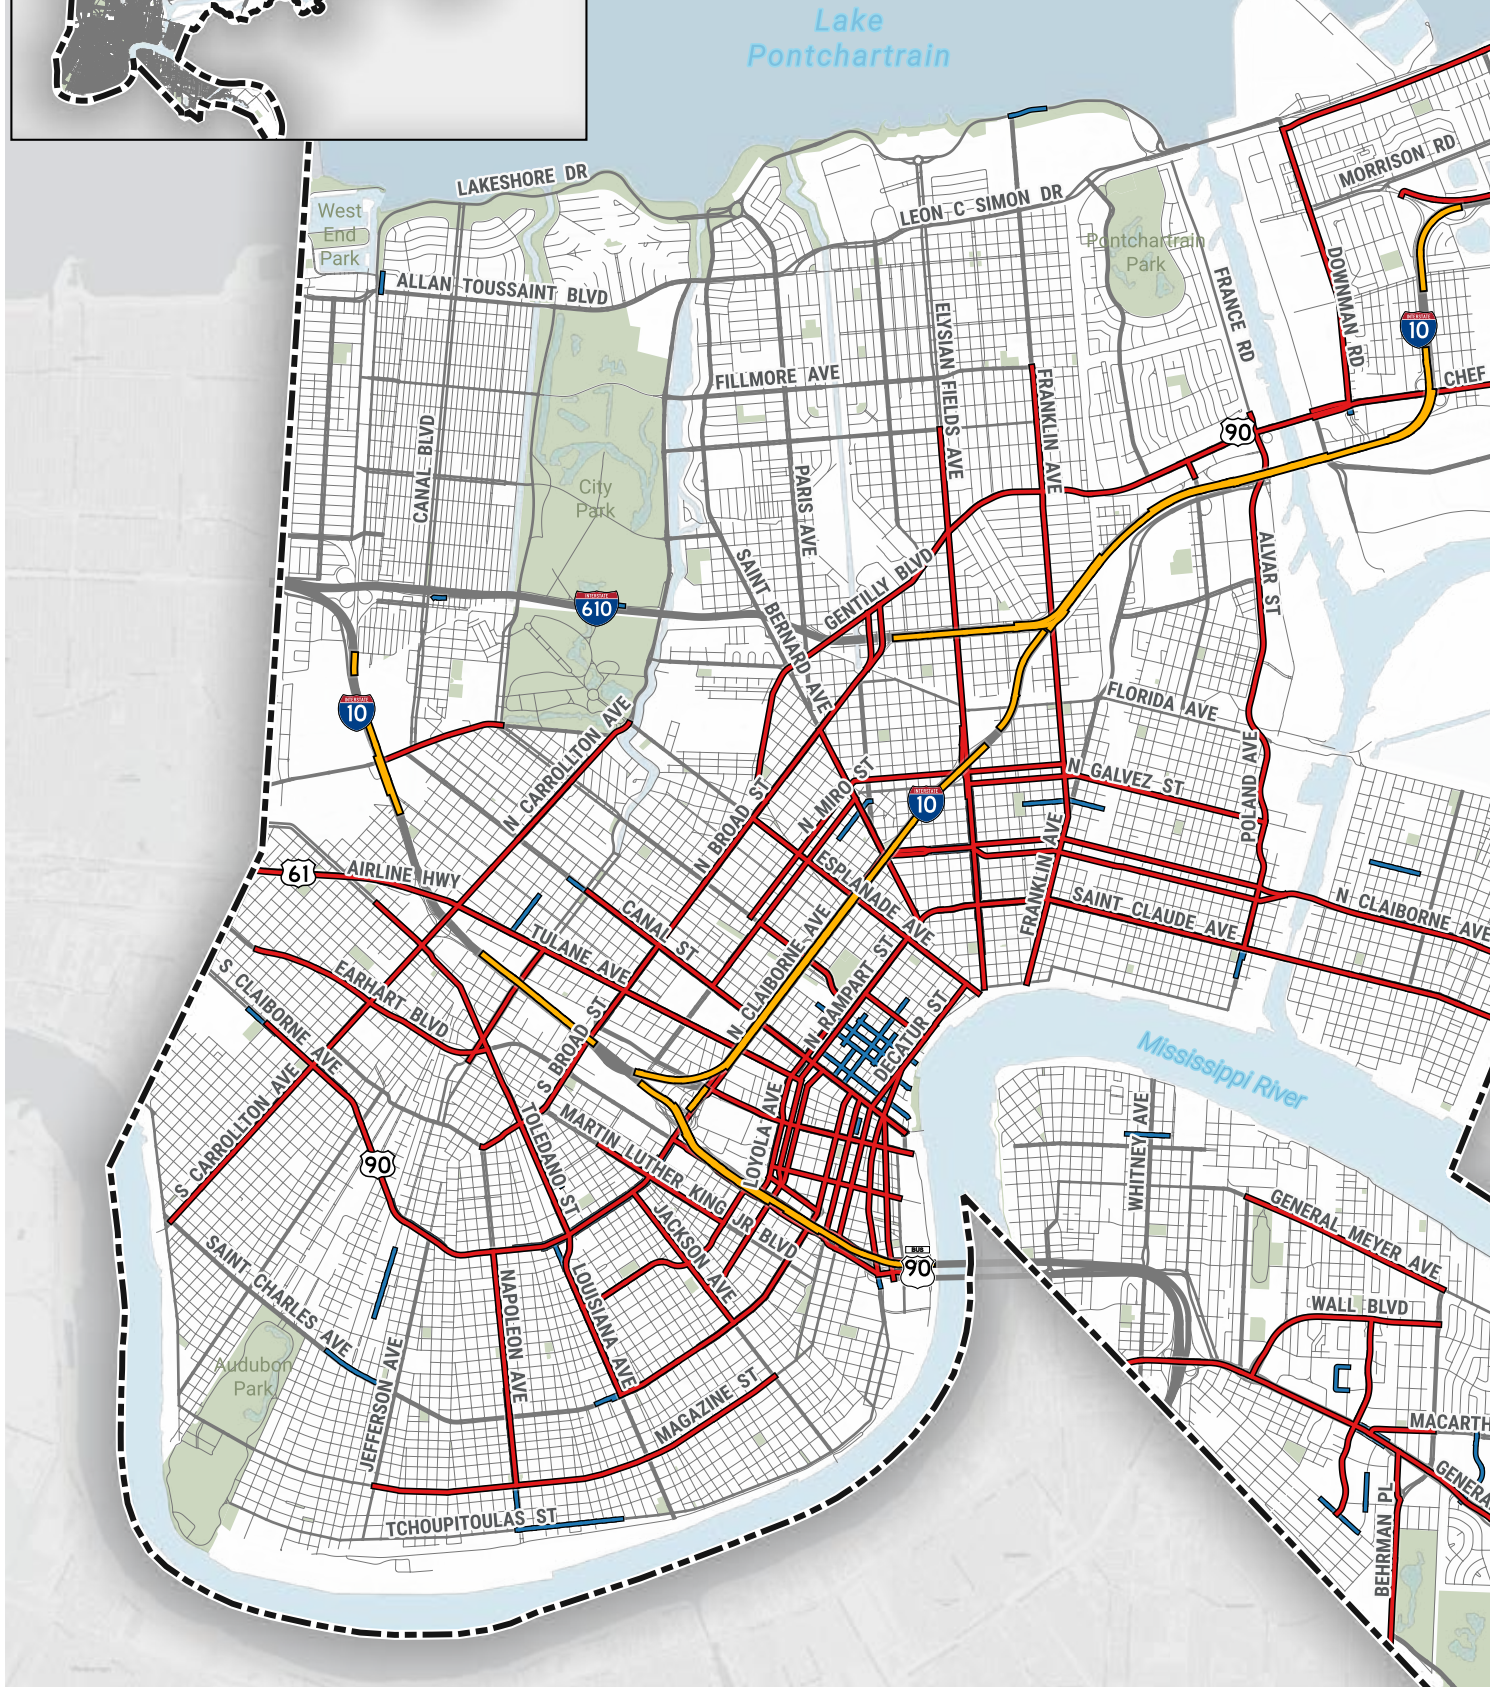 Lake
Pontchartrain
LAKESHORE DR
MORRISON RD
LEON C SIMON DR
West
End
Park
Pontchartrain
Park
ALLAN TOUSSAINT BLVD
FRANCE RD
DOWNMAN RD
INTERSTATE
10
ELYSIAN FIELDS AVE
FILLMORE AVE
FRANKLIN AVE
CHEF
90
CANAL BLVD
City
Park
PARIS AVE
ALVAR ST
SAINT BERNARD AVE
GENTILLY BLVD
INTERSTATE
610
INTERSTATE
10
FLORIDA AVE
N CARROLLTON AVE
N GALVEZ ST
POLAND AVE
N MIRO ST
N BROAD ST
INTERSTATE
10
FRANKLIN AVE
61
AIRLINE HWY
ESPLANADE AVE
SAINT CLAUDE AVE
N CLAIBORNE AVE
CANAL ST
TULANE AVE
N CLAIBORNE AVE
N RAMPART ST
DECATUR ST
EARHART BLVD
S CLAIBORNE AVE
S BROAD ST
Mississippi River
S CARROLLTON AVE
TOLEDANO ST
MARTIN LUTHER KING JR BLVD
LOYOLA AVE
WHITNEY AVE
90
JACKSON AVE
GENERAL MEYER AVE
SAINT CHARLES AVE
BUS
90
NAPOLEON AVE
LOUISIANA AVE
WALL BLVD
Audubon
Park
JEFFERSON AVE
MAGAZINE ST
MACARTH
GENERA
TCHOUPITOULAS ST
BEHRMAN PL